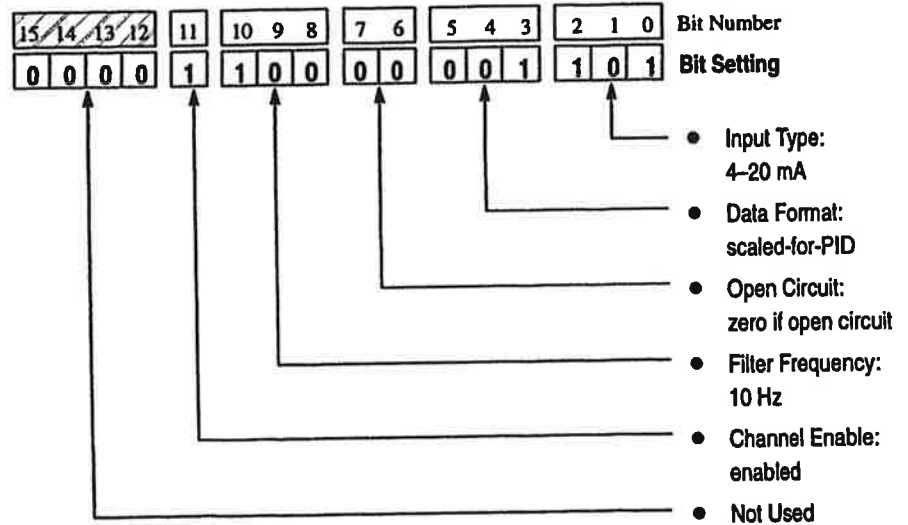 15 14 13 12 11 10 9 8 7 6 5 4 3 2 1 0 Bit Number
0 0 0 0 1 1 0 0 0 0 0 0 1 1 0 1 Bit Setting
• Input Type:
4–20 mA
• Data Format:
scaled-for-PID
• Open Circuit:
zero if open circuit
• Filter Frequency:
10 Hz
• Channel Enable:
enabled
• Not Used